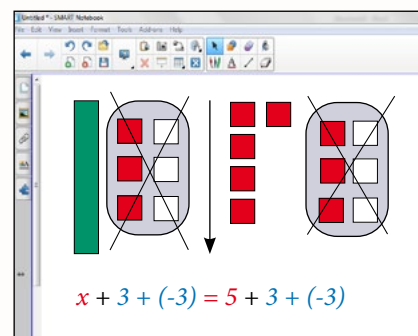 Untitled * - SMART Notebook
File Edit View Insert Format Tools Add-ons Help
x + 3 + (-3) = 5 + 3 + (-3)